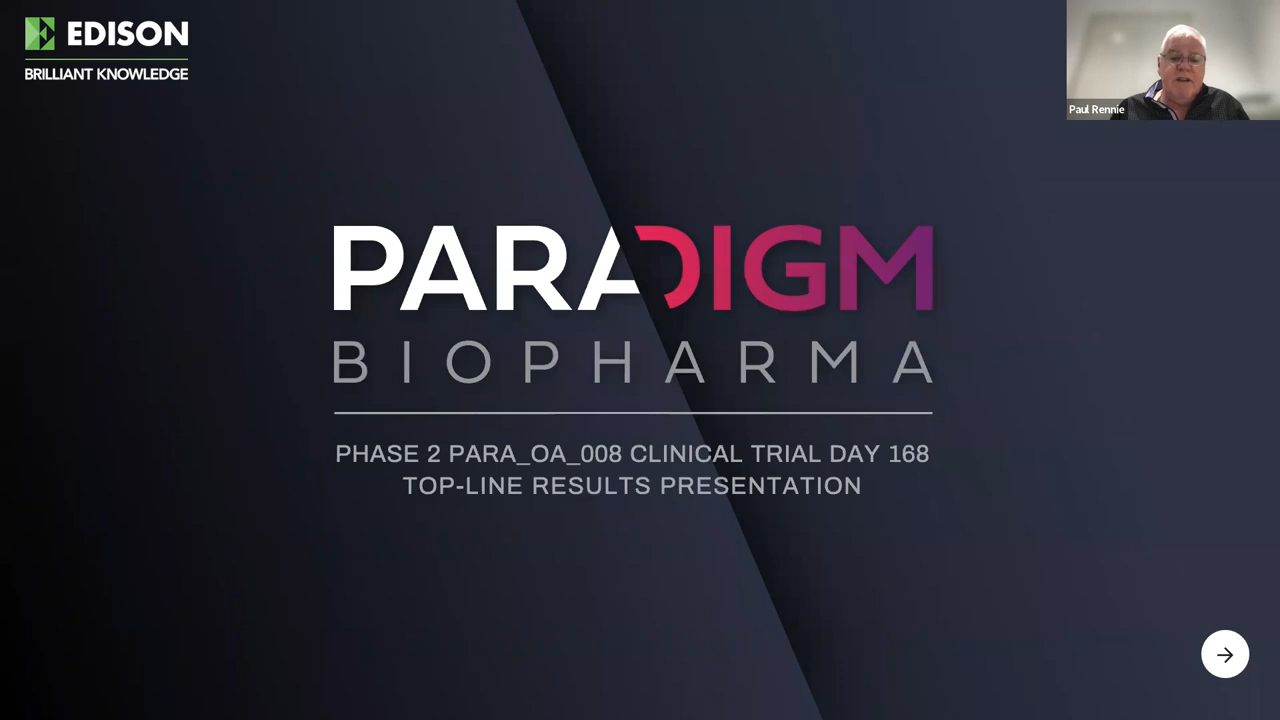 EDISON
BRILLIANT KNOWLEDGE
Paul Rennie
PARADIGM
BIOPHARMA
PHASE 2 PARA_OA_008 CLINICAL TRIAL DAY 168
TOP-LINE RESULTS PRESENTATION